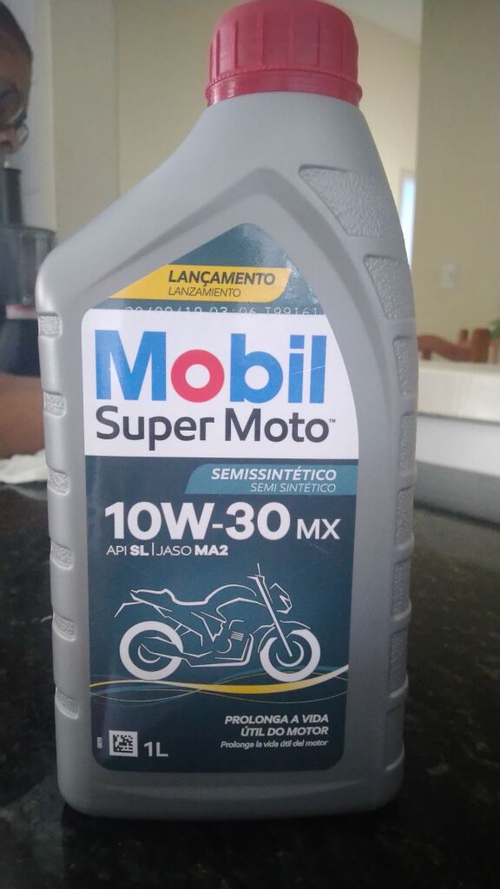 LANÇAMENTO
LANZAMIENTO
Mobil
Super Moto™
SEMISSINTÉTICO
SEMI SINTÉTICO
10W-30 MX
API SL | JASO MA2
PROLONGA A VIDA
ÚTIL DO MOTOR
Prolonga la vida útil del motor
1L